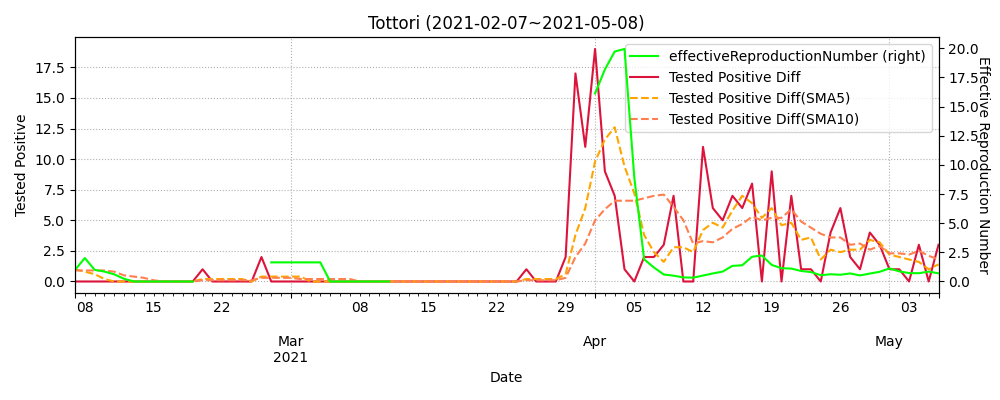 Tottori (2021-02-07~2021-05-08)
effectiveReproductionNumber (right)
Tested Positive Diff
Tested Positive Diff(SMA5)
Tested Positive Diff(SMA10)
Tested Positive
17.5
15.0
12.5
10.0
7.5
5.0
2.5
0.0
20.0
17.5
15.0
12.5
10.0
7.5
5.0
2.5
0.0
Effective Reproduction Number
08 15 22 08 15 22 29 05 12 19 26 03
Mar Apr May
2021
Date